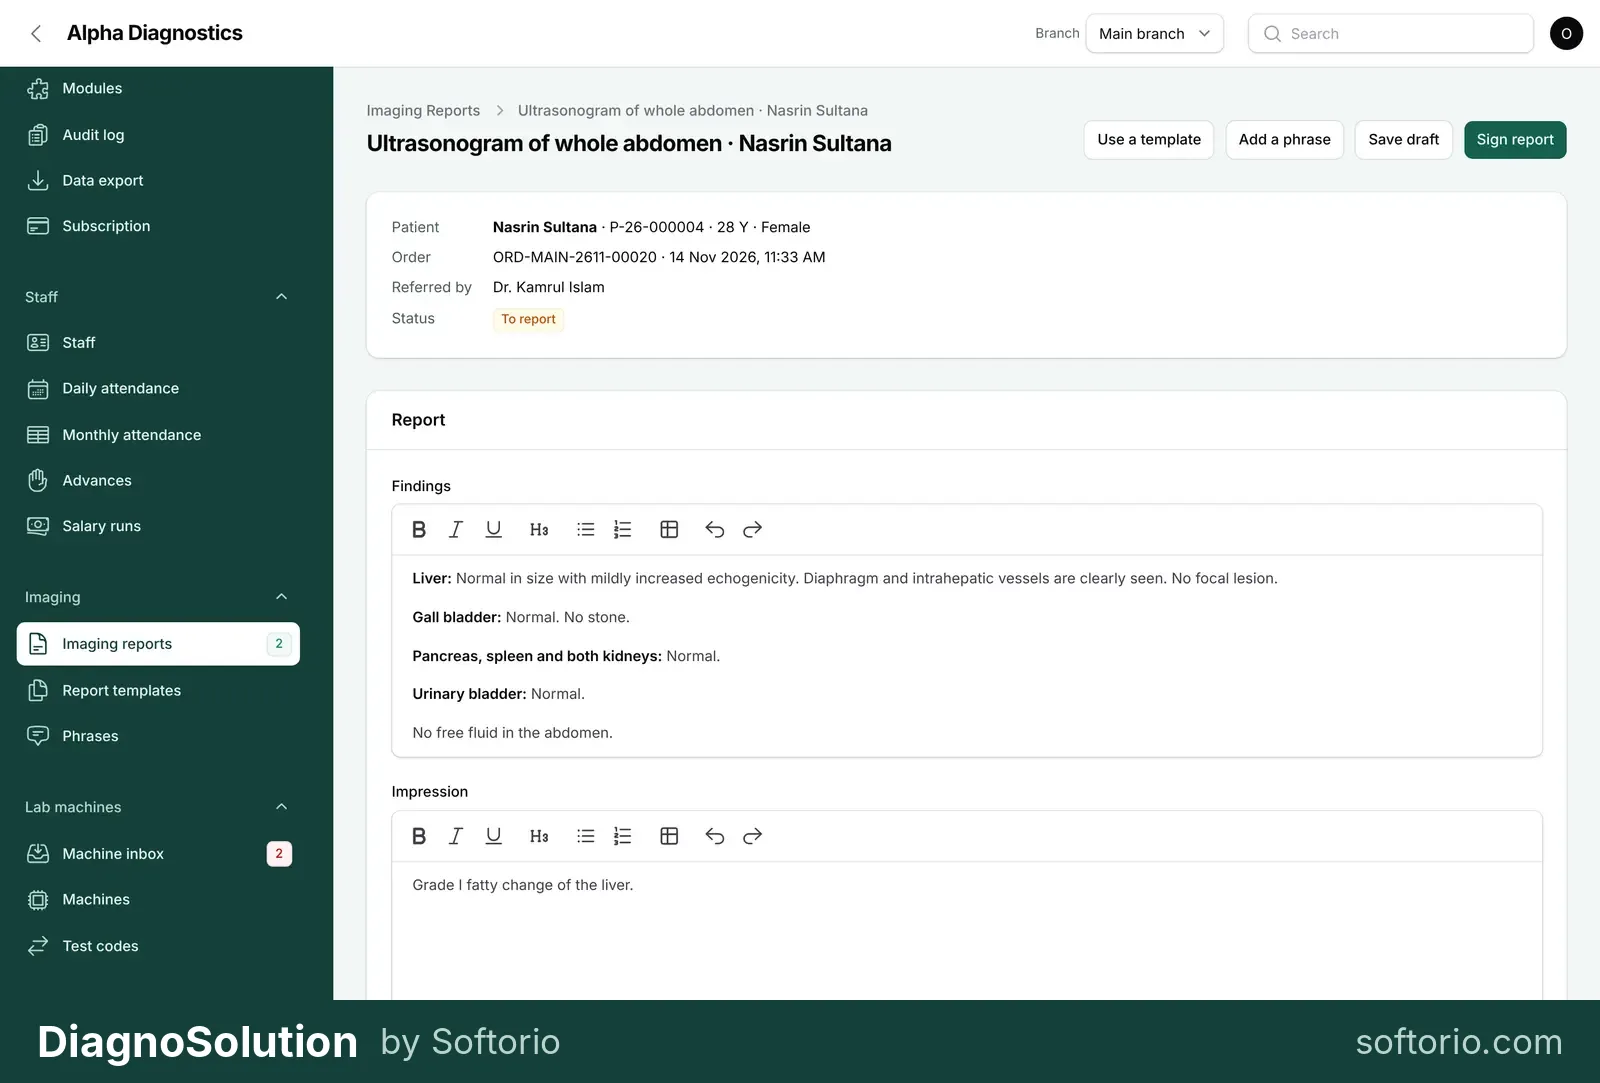 Alpha Diagnostics
Branch
Main branch
Search
O
Modules
Audit log
Data export
Subscription
Staff
Staff
Daily attendance
Monthly attendance
Advances
Salary runs
Imaging
Imaging reports
2
Report templates
Phrases
Lab machines
Machine inbox
2
Machines
Test codes
Imaging Reports
Ultrasonogram of whole abdomen · Nasrin Sultana
Ultrasonogram of whole abdomen · Nasrin Sultana
Use a template
Add a phrase
Save draft
Sign report
Patient
Nasrin Sultana · P-26-000004 · 28 Y · Female
Order
ORD-MAIN-2611-00020 · 14 Nov 2026, 11:33 AM
Referred by
Dr. Kamrul Islam
Status
To report
Report
Findings
B I U H3
Liver: Normal in size with mildly increased echogenicity. Diaphragm and intrahepatic vessels are clearly seen. No focal lesion.
Gall bladder: Normal. No stone.
Pancreas, spleen and both kidneys: Normal.
Urinary bladder: Normal.
No free fluid in the abdomen.
Impression
B I U H3
Grade I fatty change of the liver.
DiagnoSolution by Softorio
softorio.com